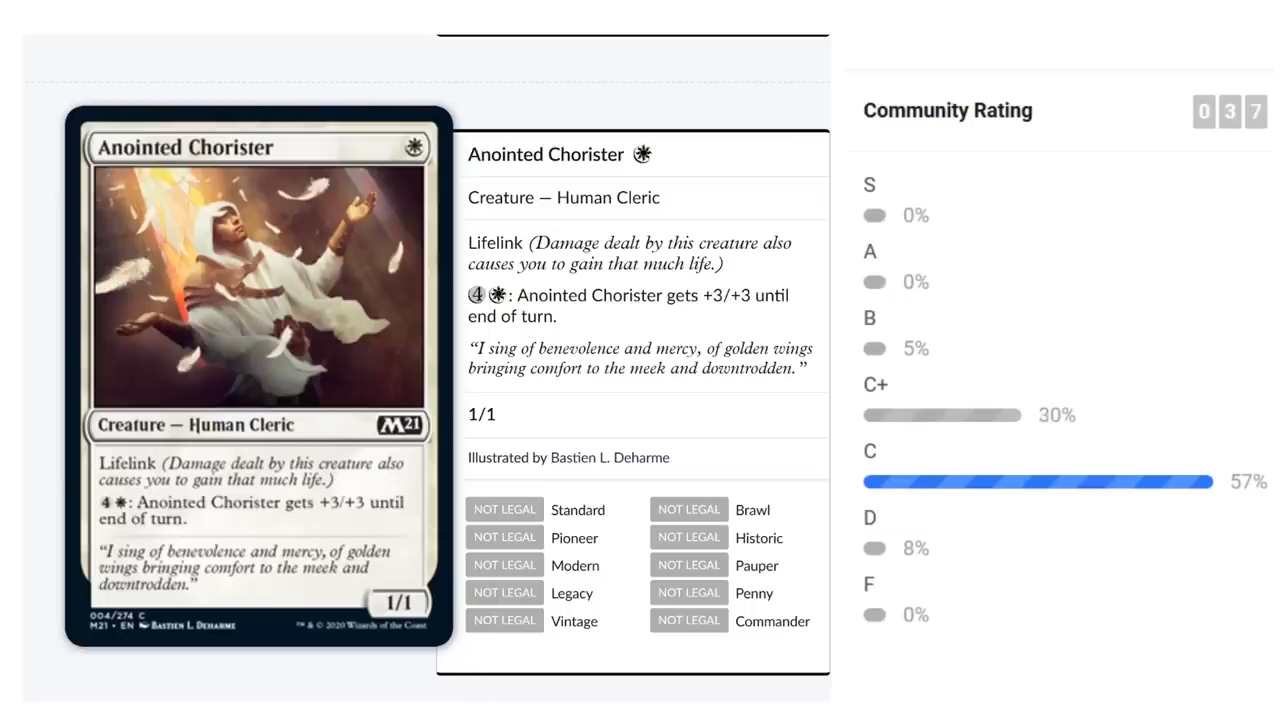 Anointed Chorister
Creature — Human Cleric
M21
Lifelink (Damage dealt by this creature also
causes you to gain that much life.)
4 : Anointed Chorister gets +3/+3 until
end of turn.
“I sing of benevolence and mercy, of golden
wings bringing comfort to the meek and
downtrodden.”
1/1
004/274 C
M21 • EN Bastien L. Deharme
™ & © 2020 Wizards of the Coast
Anointed Chorister
Creature — Human Cleric
Lifelink (Damage dealt by this creature also
causes you to gain that much life.)
4 : Anointed Chorister gets +3/+3 until
end of turn.
“I sing of benevolence and mercy, of golden wings
bringing comfort to the meek and downtrodden.”
1/1
Illustrated by Bastien L. Deharme
NOT LEGAL Standard NOT LEGAL Brawl
NOT LEGAL Pioneer NOT LEGAL Historic
NOT LEGAL Modern NOT LEGAL Pauper
NOT LEGAL Legacy NOT LEGAL Penny
NOT LEGAL Vintage NOT LEGAL Commander
Community Rating 0 3 7
S
0%
A
0%
B
5%
C+
30%
C
57%
D
8%
F
0%